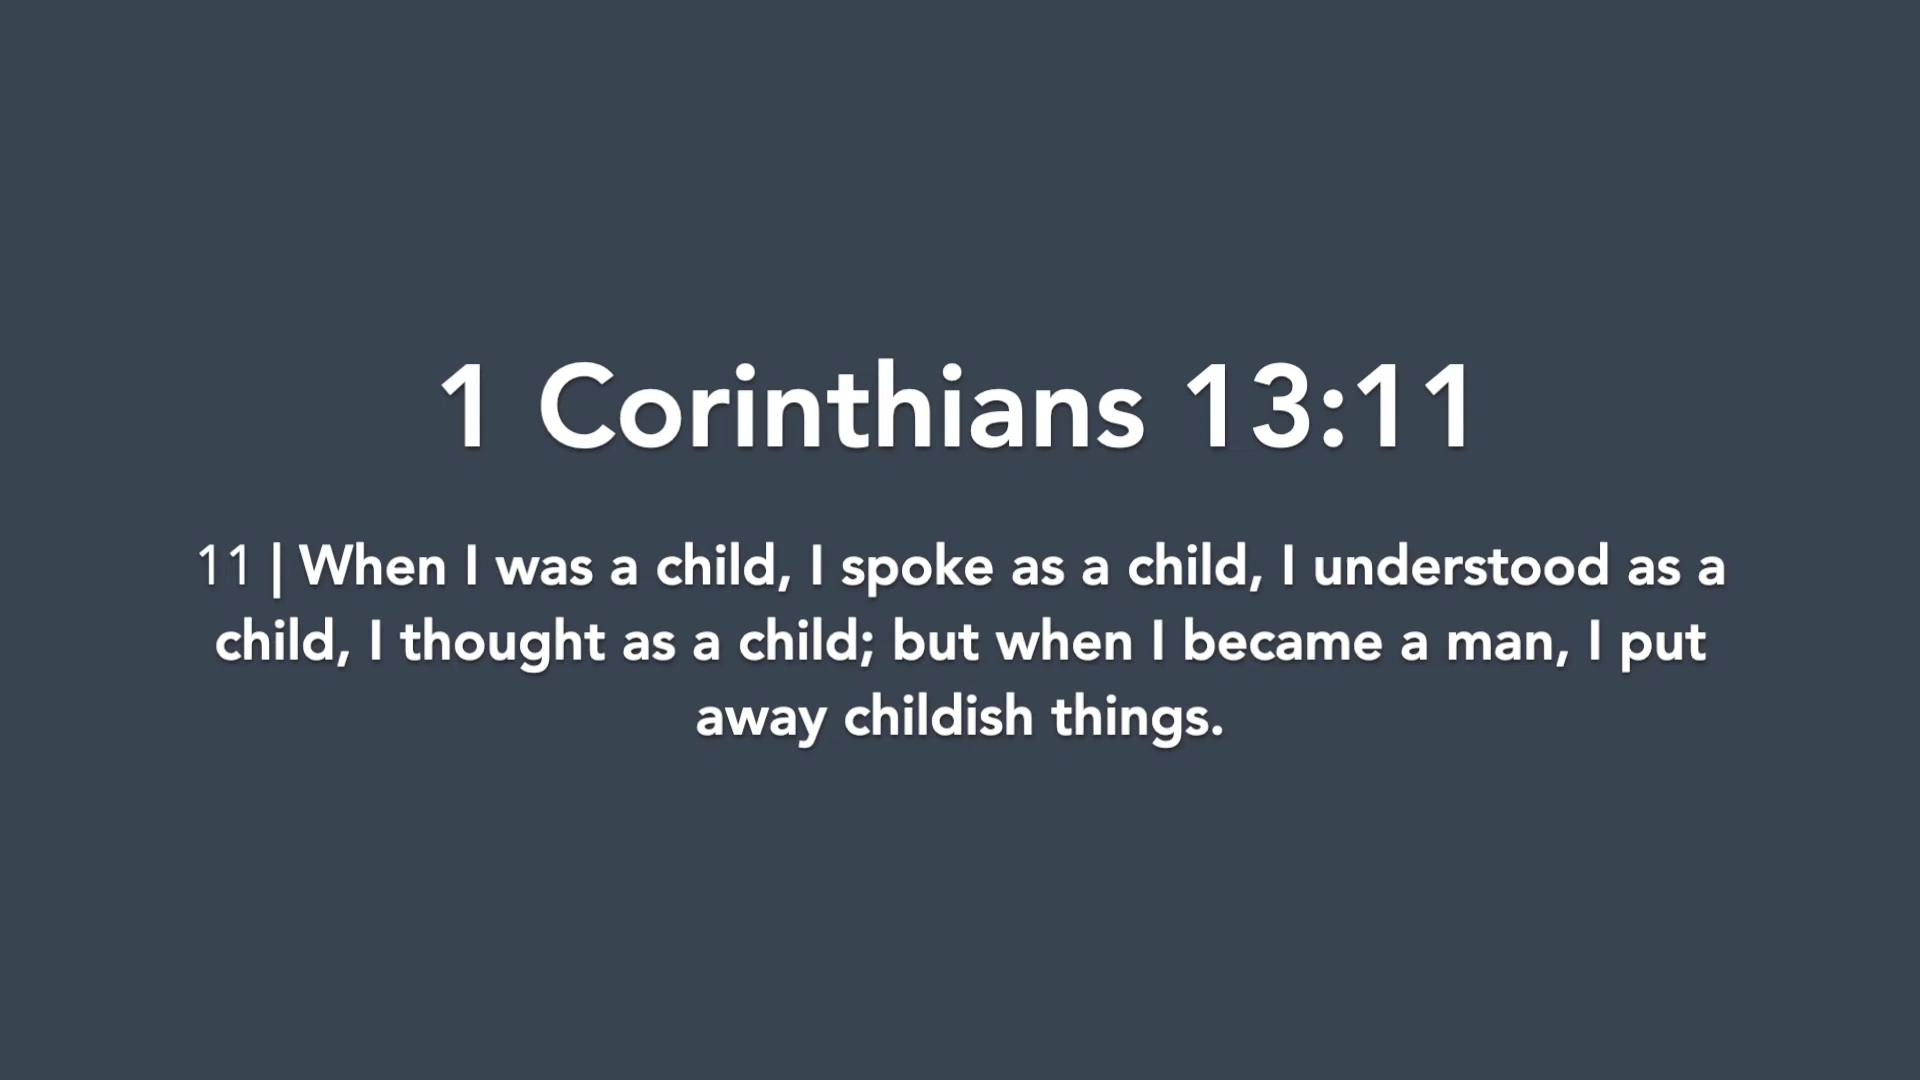 1 Corinthians 13:11
11 | When I was a child, I spoke as a child, I understood as a
child, I thought as a child; but when I became a man, I put
away childish things.